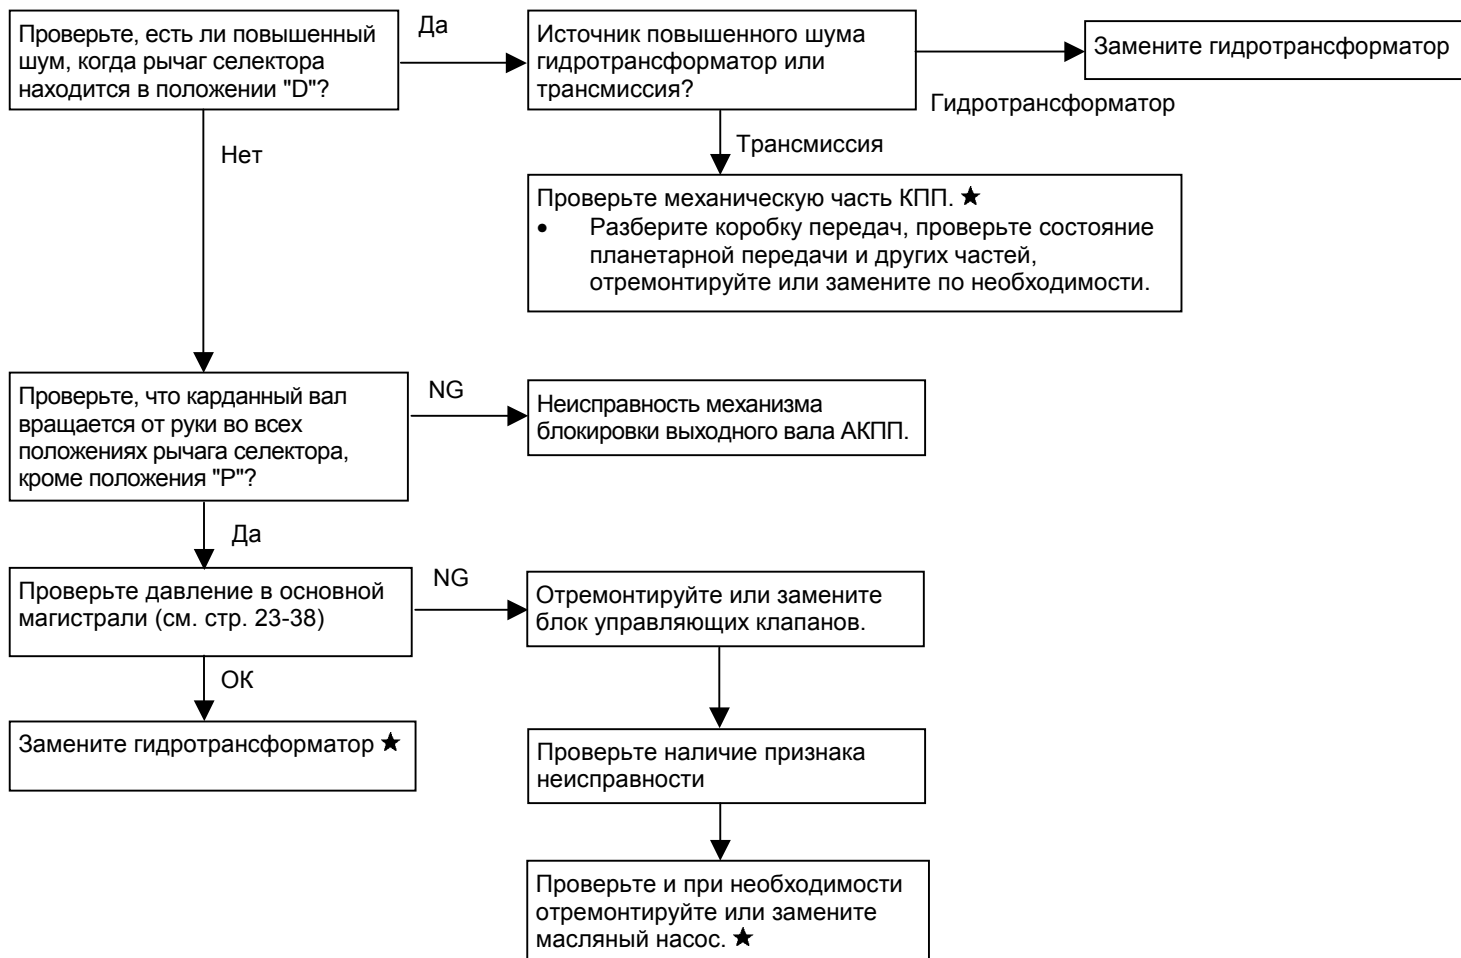 Проверьте, есть ли повышенный
шум, когда рычаг селектора
находится в положении "D"?
Да
Источник повышенного шума
гидротрансформатор или
трансмиссия?
Замените гидротрансформатор
Гидротрансформатор
Трансмиссия
Нет
Проверьте механическую часть КПП. ★
• Разберите коробку передач, проверьте состояние
планетарной передачи и других частей,
отремонтируйте или замените по необходимости.
Проверьте, что карданный вал
вращается от руки во всех
положениях рычага селектора,
кроме положения "P"?
NG
Неисправность механизма
блокировки выходного вала АКПП.
Да
Проверьте давление в основной
магистрали (см. стр. 23-38)
NG
Отремонтируйте или замените
блок управляющих клапанов.
ОК
Замените гидротрансформатор ★
Проверьте наличие признака
неисправности
Проверьте и при необходимости
отремонтируйте или замените
масляный насос. ★